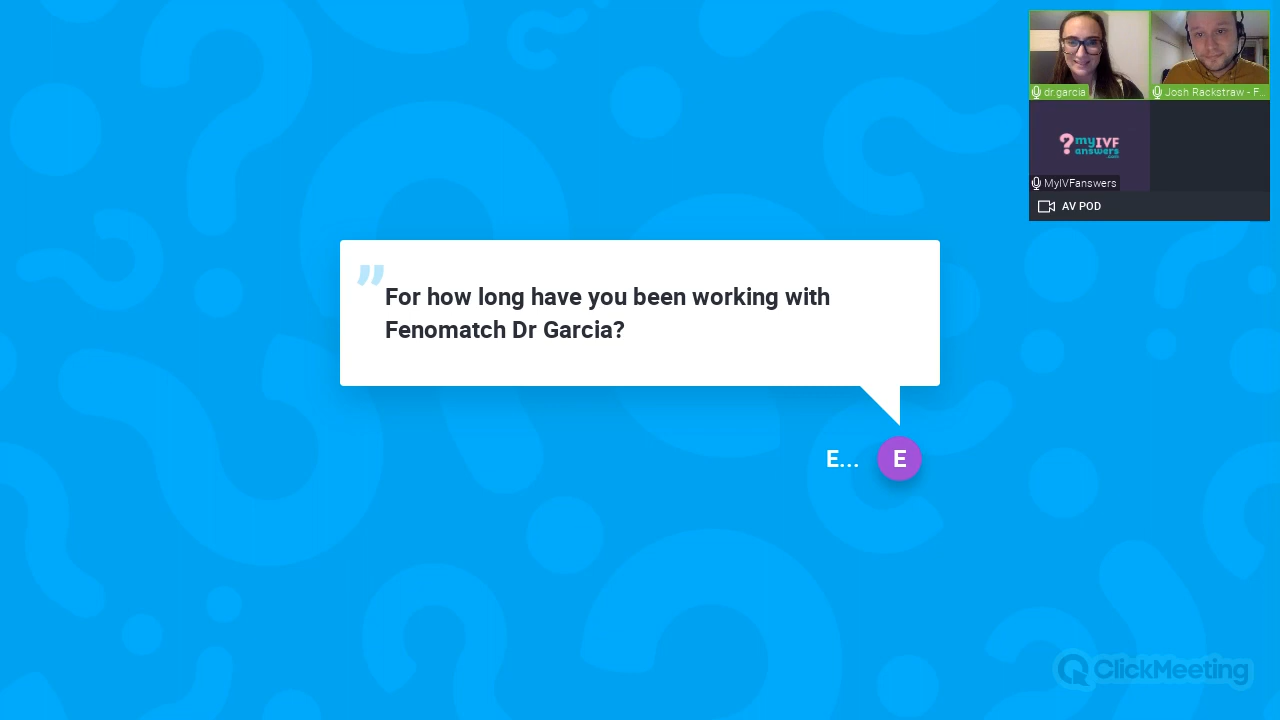 dr garcia
Josh Rackstraw - F...
?myIVF
answers
.com
MyIVFanswers
AV POD
"
For how long have you been working with
Fenomatch Dr Garcia?
E...
E
ClickMeeting